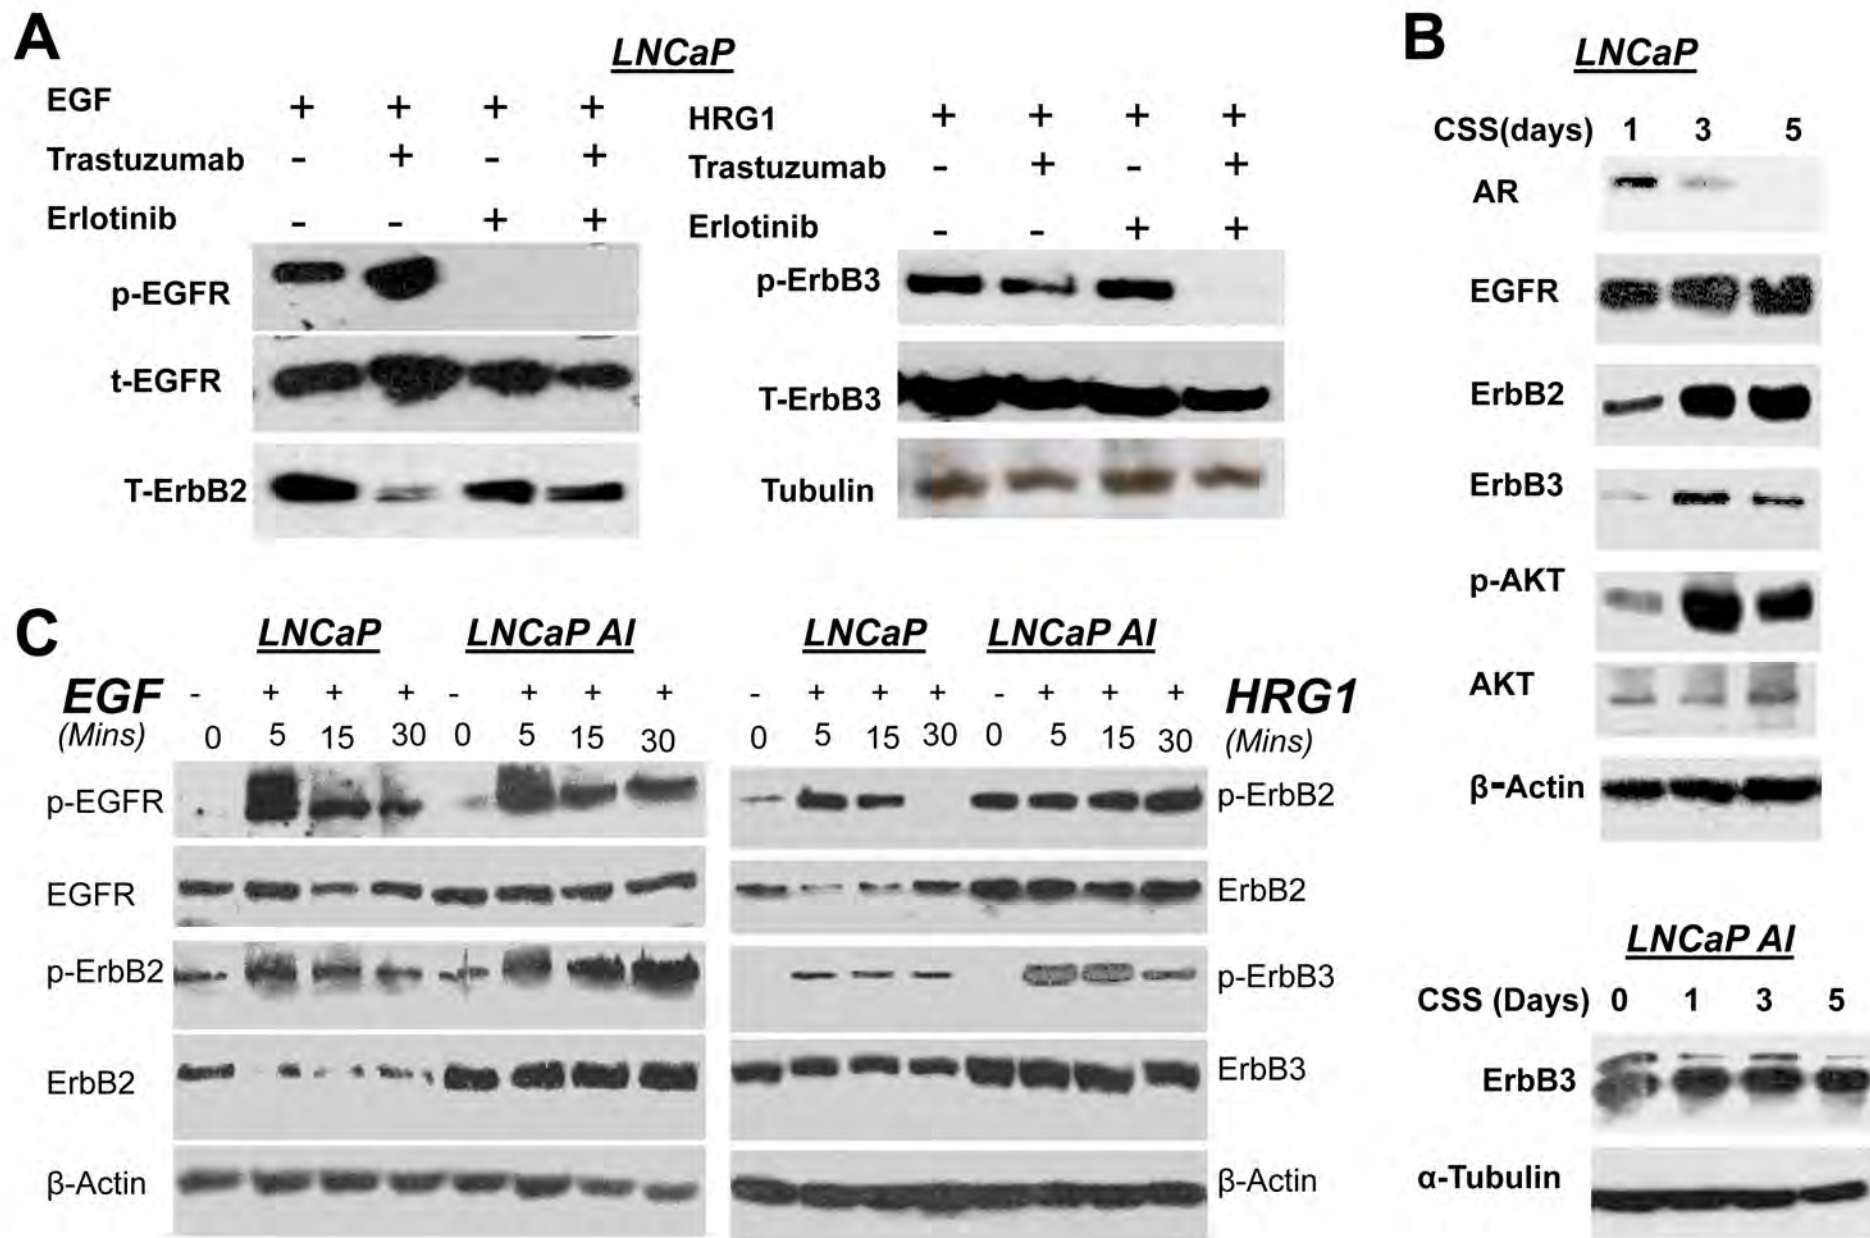 A
LNCaP
EGF + + + +
Trastuzumab - + - +
Erlotinib - - + +
p-EGFR
t-EGFR
T-ErbB2
HRG1 + + + +
Trastuzumab - + - +
Erlotinib - - + +
p-ErbB3
T-ErbB3
Tubulin
B
LNCaP
CSS(days) 1 3 5
AR
EGFR
ErbB2
ErbB3
p-AKT
AKT
β-Actin
LNCaP AI
CSS (Days) 0 1 3 5
ErbB3
α-Tubulin
C
LNCaP LNCaP AI
EGF - + + + - + + +
(Mins) 0 5 15 30 0 5 15 30
p-EGFR
EGFR
p-ErbB2
ErbB2
β-Actin
LNCaP LNCaP AI
- + + + - + + + HRG1
0 5 15 30 0 5 15 30 (Mins)
p-ErbB2
ErbB2
p-ErbB3
ErbB3
β-Actin